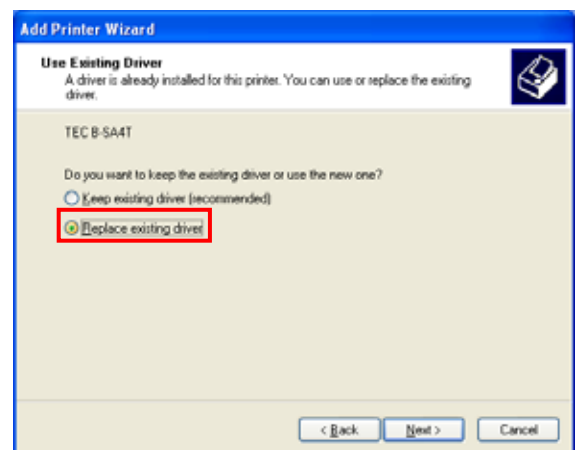 Add Printer Wizard
Use Existing Driver
A driver is already installed for this printer. You can use or replace the existing
driver.
TEC B-SA4T
Do you want to keep the existing driver or use the new one?
Keep existing driver (recommended)
Replace existing driver
< Back
Next >
Cancel